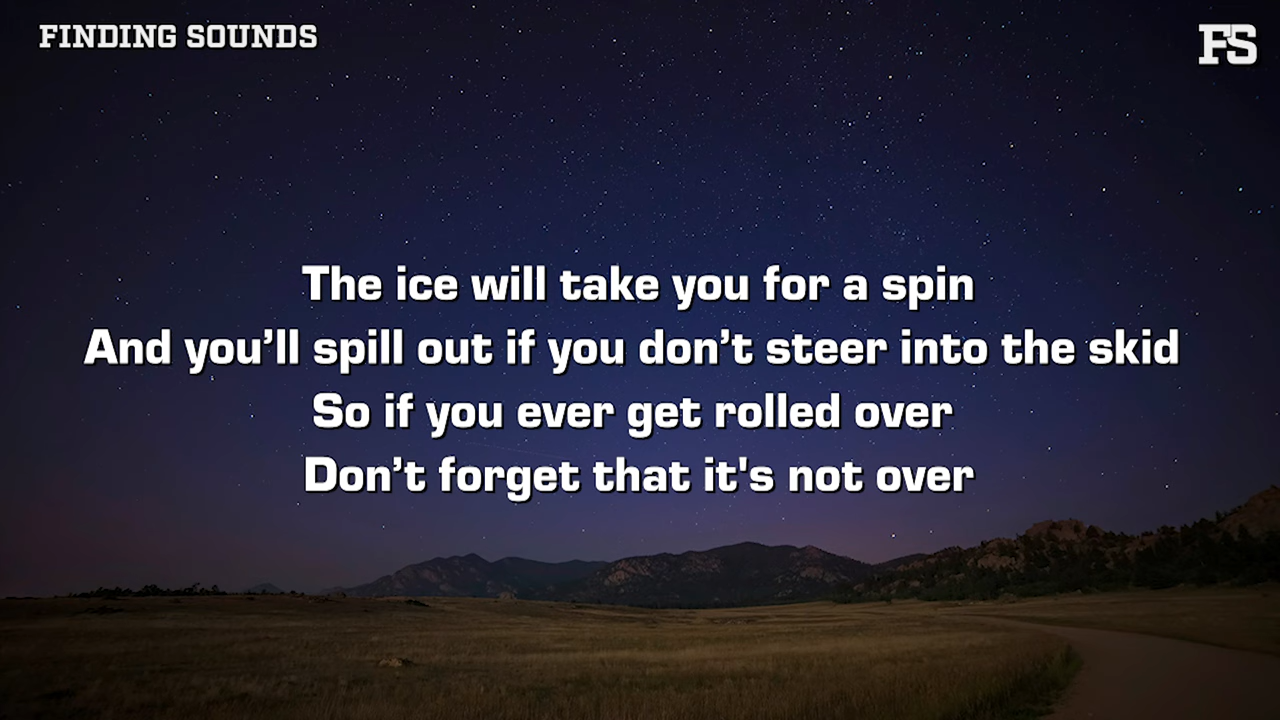 FINDING SOUNDS
FS
The ice will take you for a spin
And you’ll spill out if you don’t steer into the skid
So if you ever get rolled over
Don’t forget that it's not over